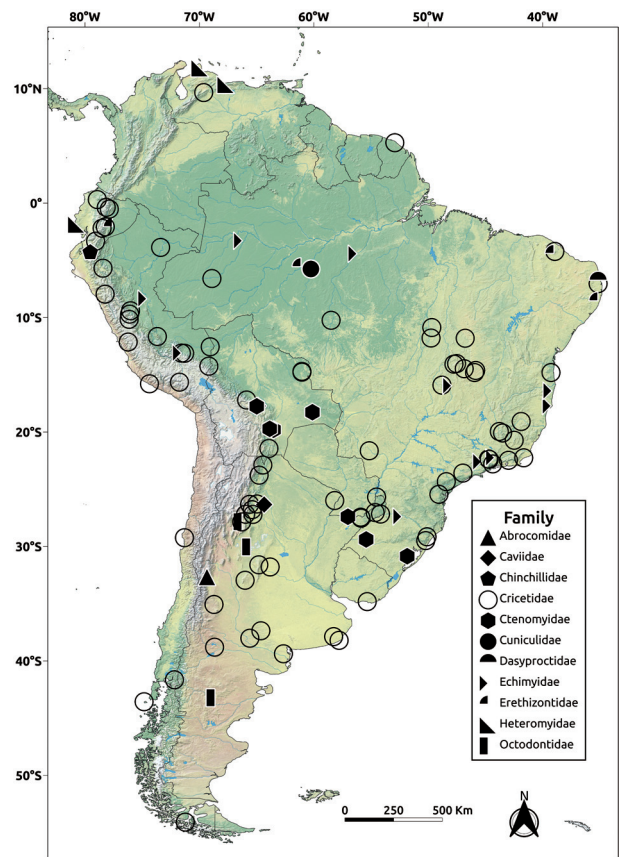 80°W 70°W 60°W 50°W 40°W
10°N
0°
10°S
20°S
30°S
40°S
50°S
Family
Abrocomidae
Caviidae
Chinchillidae
Cricetidae
Ctenomyidae
Cuniculidae
Dasyproctidae
Echimyidae
Erethizontidae
Heteromyidae
Octodontidae
N
0 250 500 Km